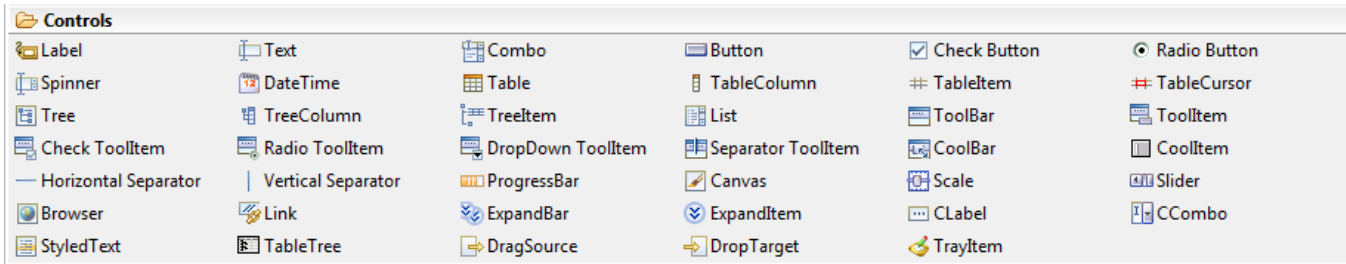 Controls
Label Text Combo Button Check Button Radio Button
Spinner DateTime Table TableColumn TableItem TableCursor
Tree TreeColumn TreeItem List ToolBar ToolItem
Check ToolItem Radio ToolItem DropDown ToolItem Separator ToolItem CoolBar CoolItem
Horizontal Separator Vertical Separator ProgressBar Canvas Scale Slider
Browser Link ExpandBar ExpandItem CLabel CCombo
StyledText TableTree DragSource DropTarget TrayItem